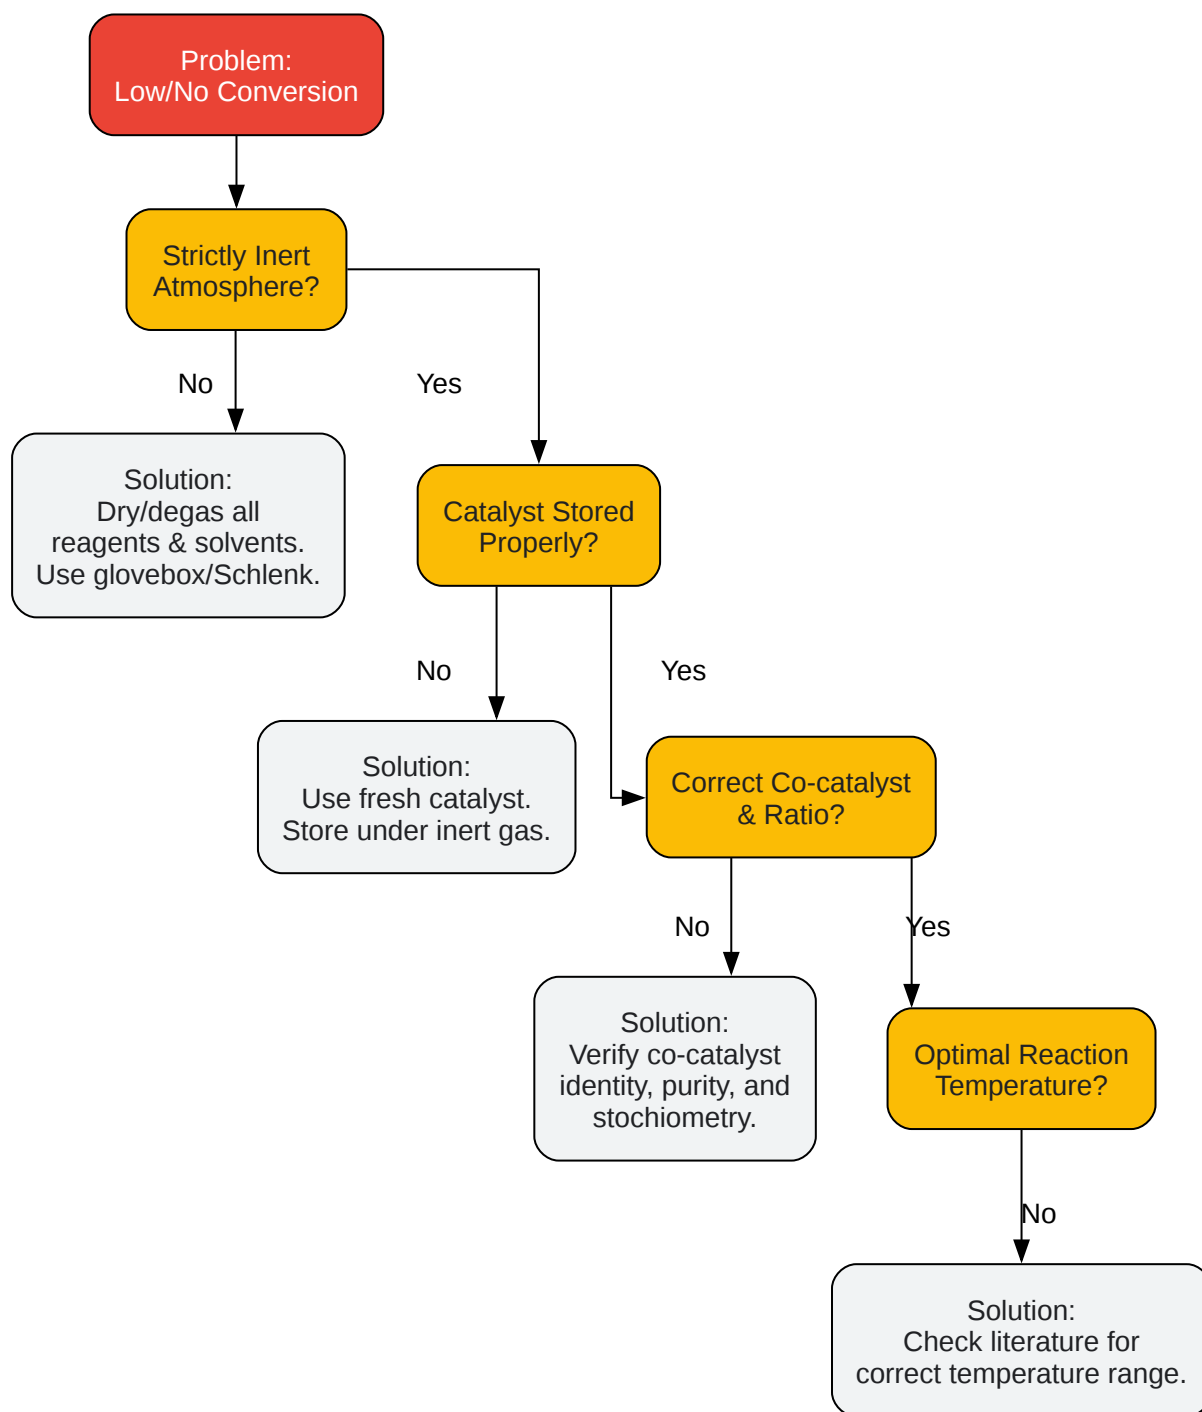 Problem:
Low/No Conversion
Strictly Inert
Atmosphere?
No
Yes
Solution:
Dry/degas all
reagents & solvents.
Use glovebox/Schlenk.
Catalyst Stored
Properly?
No
Yes
Solution:
Use fresh catalyst.
Store under inert gas.
Correct Co-catalyst
& Ratio?
No
Yes
Solution:
Verify co-catalyst
identity, purity, and
stochiometry.
Optimal Reaction
Temperature?
No
Solution:
Check literature for
correct temperature range.